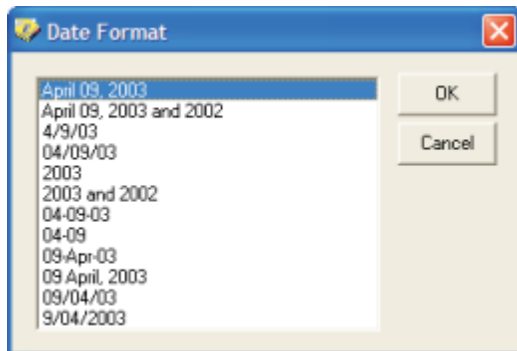 Date Format
April 09, 2003
April 09, 2003 and 2002
4/9/03
04/09/03
2003
2003 and 2002
04-09-03
04-09
09-Apr-03
09 April, 2003
09/04/03
9/04/2003
OK
Cancel